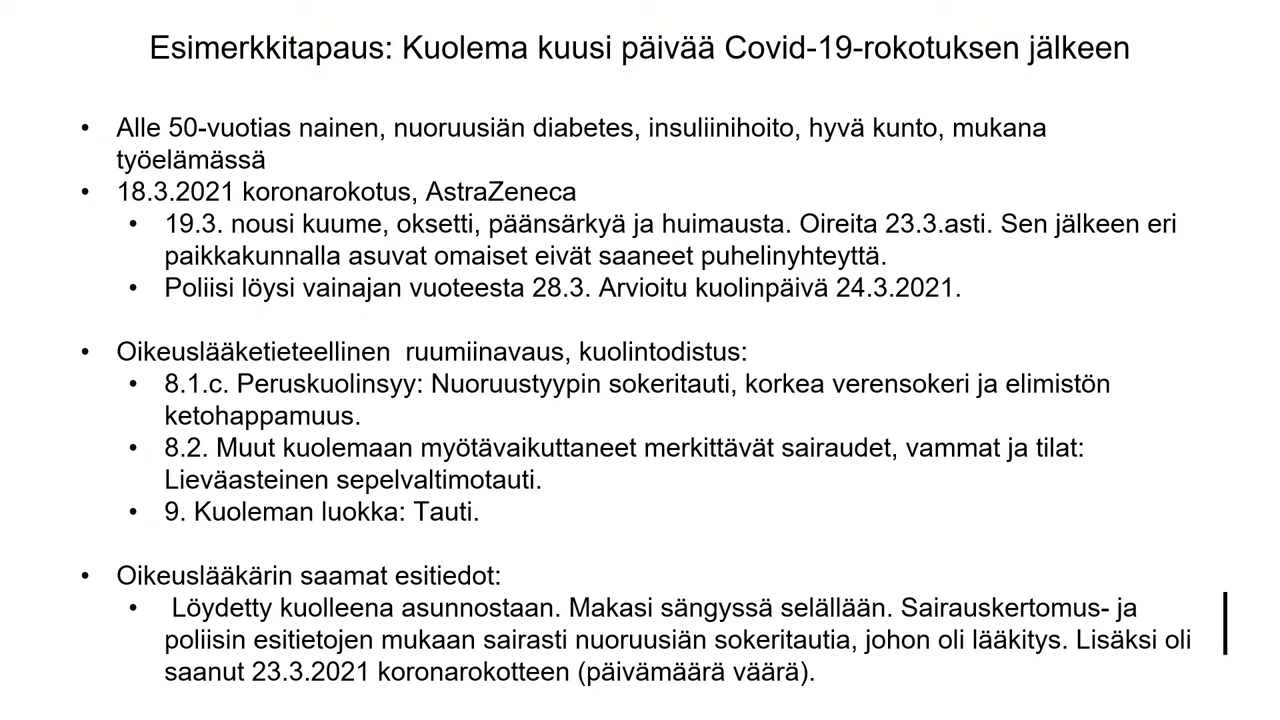 Esimerkkitapaus: Kuolema kuusi päivää Covid-19-rokotuksen jälkeen
• Alle 50-vuotias nainen, nuoruusiän diabetes, insuliinihoito, hyvä kunto, mukana
työelämässä
• 18.3.2021 koronarokotus, AstraZeneca
• 19.3. nousi kuume, oksetti, päänsärkyä ja huimausta. Oireita 23.3.asti. Sen jälkeen eri
paikkakunnalla asuvat omaiset eivät saaneet puhelinyhteyttä.
• Poliisi löysi vainajan vuoteesta 28.3. Arvioitu kuolinpäivä 24.3.2021.
• Oikeuslääketieteellinen  ruumiinavaus, kuolintodistus:
• 8.1.c. Peruskuolinsyy: Nuoruustyypin sokeritauti, korkea verensokeri ja elimistön
ketohappamuus.
• 8.2. Muut kuolemaan myötävaikuttaneet merkittävät sairaudet, vammat ja tilat:
Lieväasteinen sepelvaltimotauti.
• 9. Kuoleman luokka: Tauti.
• Oikeuslääkärin saamat esitiedot:
• Löydetty kuolleena asunnostaan. Makasi sängyssä selällään. Sairauskertomus- ja
poliisin esitietojen mukaan sairasti nuoruusiän sokeritautia, johon oli lääkitys. Lisäksi oli
saanut 23.3.2021 koronarokotteen (päivämäärä väärä).